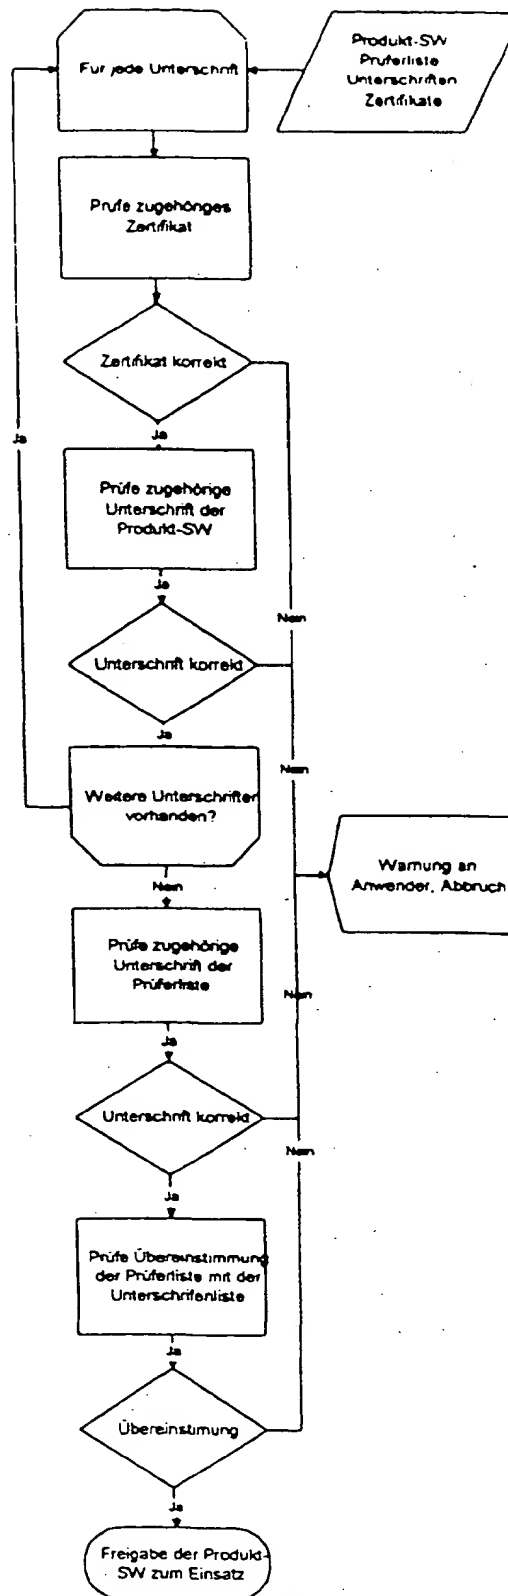 Für jede Unterschrift
Produkt-SW
Prüferliste
Unterschriften
Zertifikate
Prüfe zugehöriges
Zertifikat
Zertifikat korrekt
Ja
Ja
Prüfe zugehörige
Unterschrift der
Produkt-SW
Ja
Nein
Unterschrift korrekt
Ja
Nein
Weitere Unterschriften
vorhanden?
Warnung an
Anwender, Abbruch
Nein
Prüfe zugehörige
Unterschrift der
Prüferliste
Nein
Ja
Unterschrift korrekt
Nein
Ja
Prüfe Übereinstimmung
der Prüferliste mit der
Unterschrifenliste
Ja
Übereinstimung
Ja
Freigabe der Produkt-
SW zum Einsatz